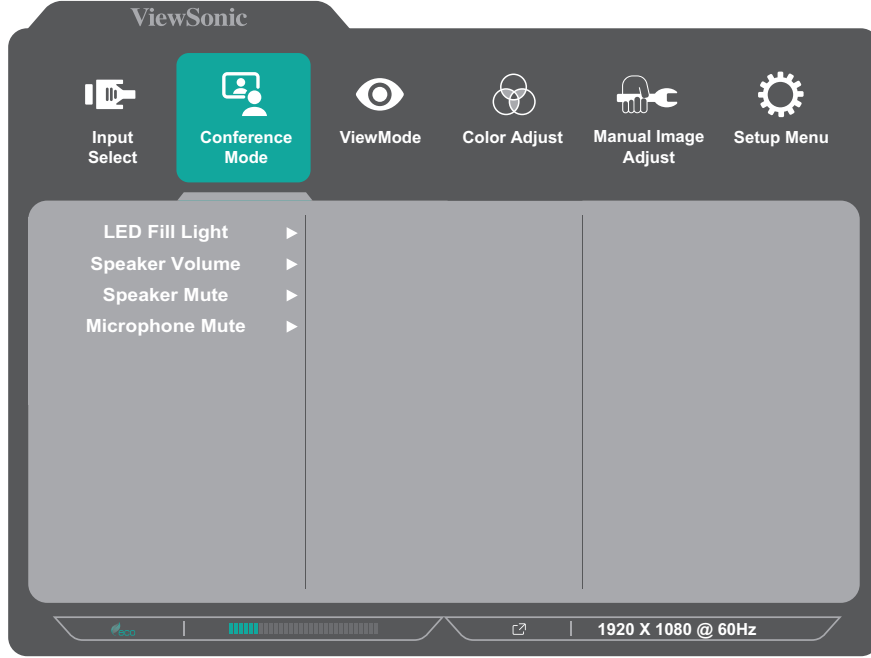 ViewSonic
Input
Select
Conference
Mode
ViewMode
Color Adjust
Manual Image
Adjust
Setup Menu
LED Fill Light
Speaker Volume
Speaker Mute
Microphone Mute
eco
1920 X 1080 @ 60Hz